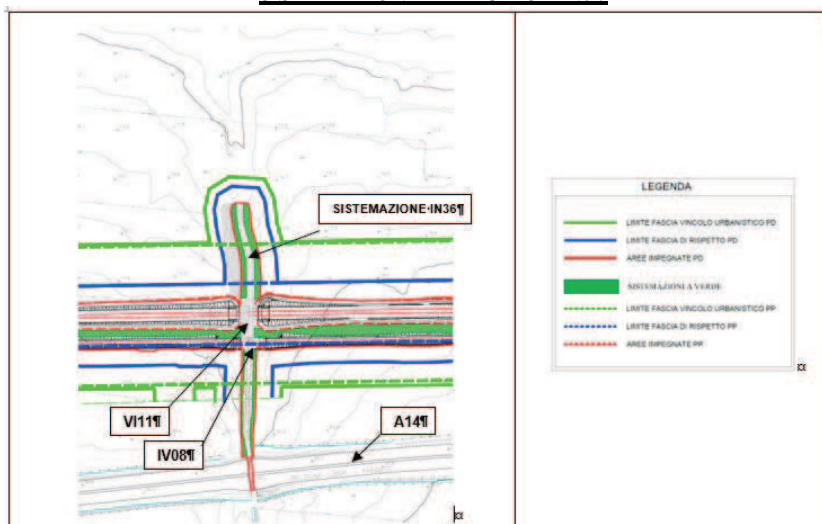 SISTEMAZIONE·IN36¶
VI11¶
IV08¶
A14¶
¤
LEGENDA
LIMITE FASCIA VINCOLO URBANISTICO PD
LIMITE FASCIA DI RISPETTO PD
AREE IMPEGNATE PD
SISTEMAZIONI A VERDE
LIMITE FASCIA VINCOLO URBANISTICO PP
LIMITE FASCIA DI RISPETTO PP
AREE IMPEGNATE PP
¤